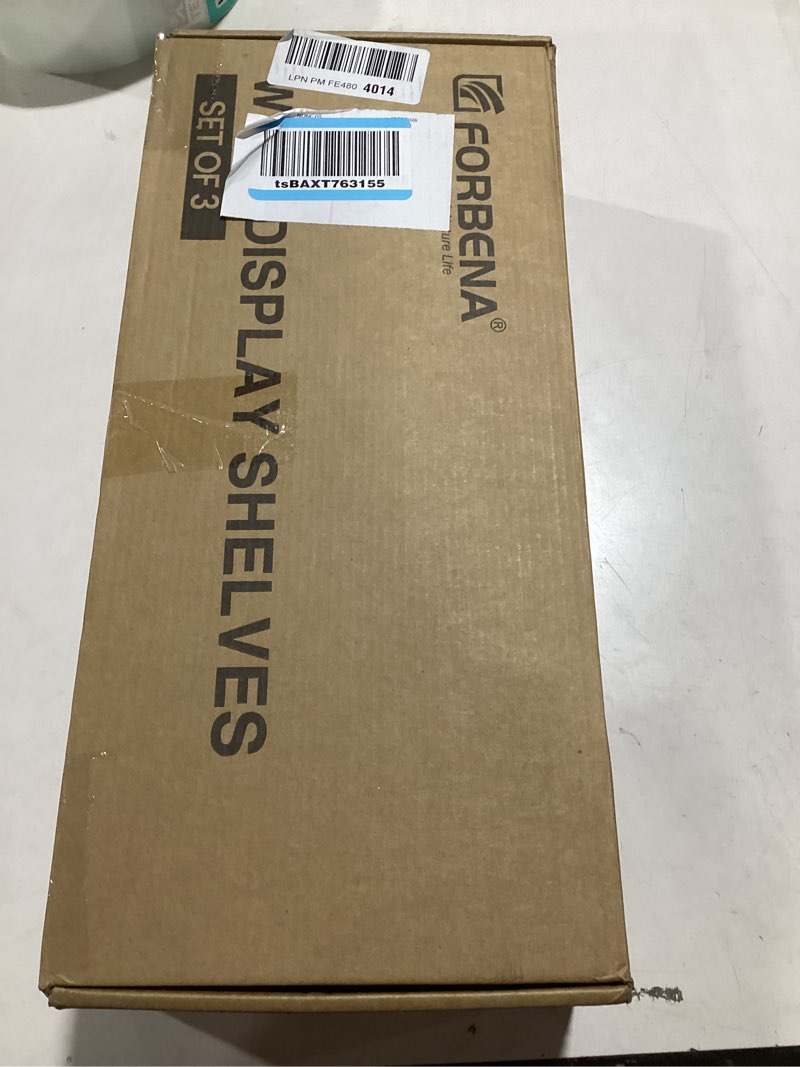 LPN PM FE480 4014
tsBAXT763155
FORBENA®
ure Life
W DISPLAY SHELVES
SET OF 3